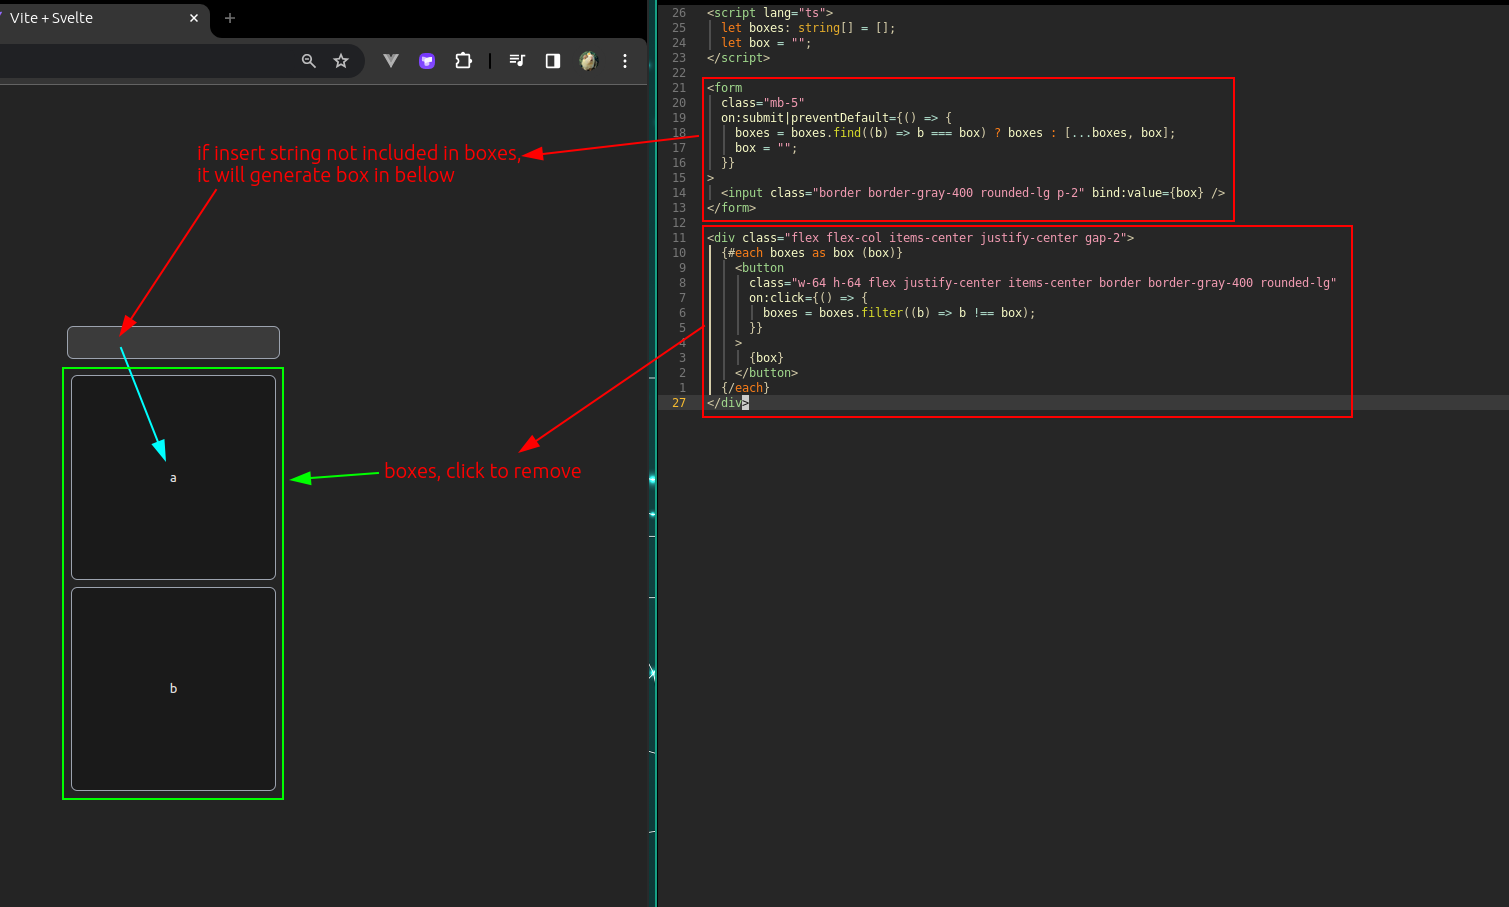 VIte + Svelte
if insert string not included in boxes,
it will generate box in bellow
a
boxes, click to remove
b
26 <script lang="ts">
25 let boxes: string[] = [];
24 let box = "";
23 </script>
22
21 <form
20 class="mb-5"
19 on:submit|preventDefault={() => {
18 boxes = boxes.find((b) => b === box) ? boxes : [...boxes, box];
17 box = "";
16 }}
15 >
14 <input class="border border-gray-400 rounded-lg p-2" bind:value={box} />
13 </form>
12
11 <div class="flex flex-col items-center justify-center gap-2">
10 {#each boxes as box (box)}
9 <button
8 class="w-64 h-64 flex justify-center items-center border border-gray-400 rounded-lg"
7 on:click={() => {
6 boxes = boxes.filter((b) => b !== box);
5 }}
4 >
3 {box}
2 </button>
1 {/each}
27 </div>